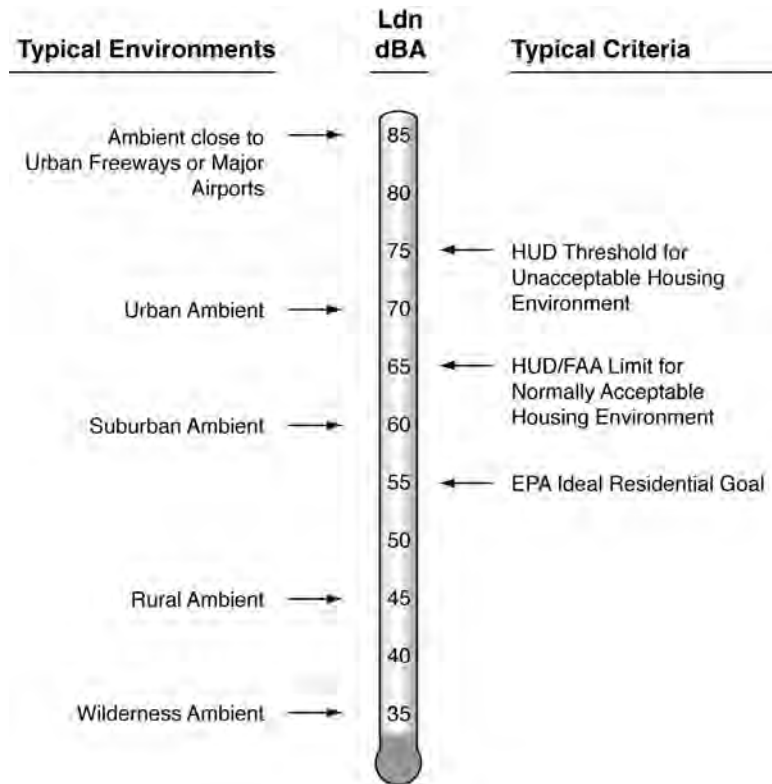 Typical Environments
Ldn
dBA
Typical Criteria
Ambient close to
Urban Freeways or Major
Airports
85
80
75
HUD Threshold for
Unacceptable Housing
Environment
Urban Ambient
70
65
HUD/FAA Limit for
Normally Acceptable
Housing Environment
Suburban Ambient
60
55
EPA Ideal Residential Goal
50
Rural Ambient
45
40
Wilderness Ambient
35